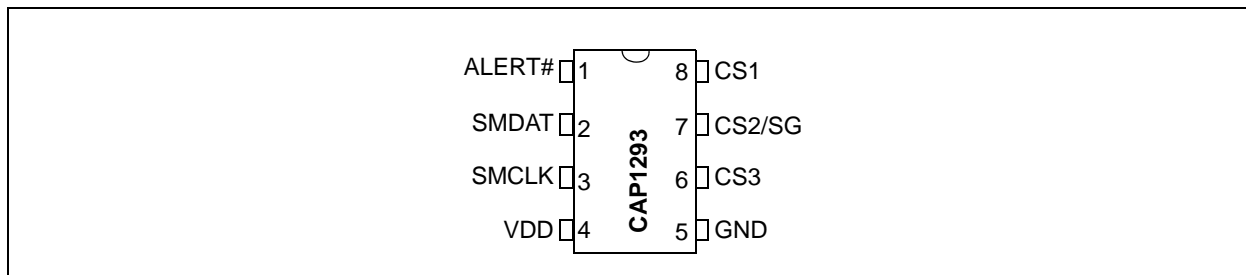 ALERT# 1 8 CS1
SMDAT 2 7 CS2/SG
SMCLK 3 6 CS3
VDD 4 5 GND
CAP1293